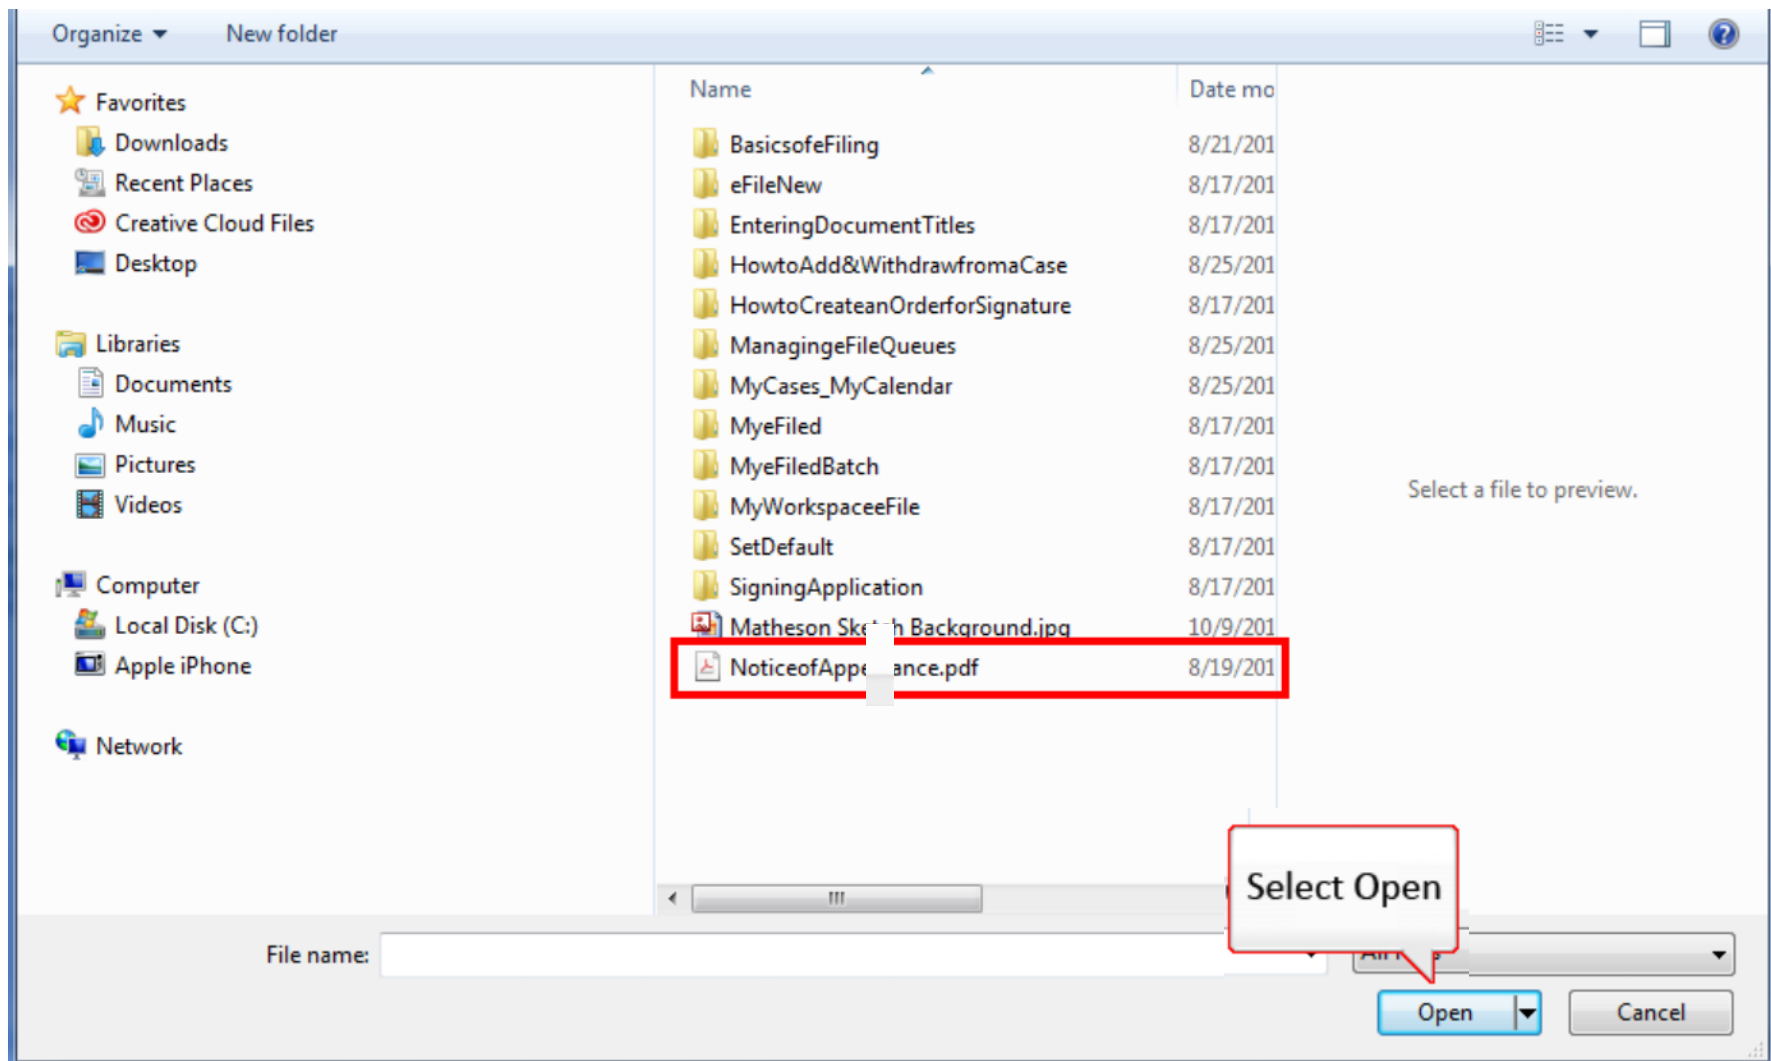 Organize New folder
Name Date mo
Favorites
Downloads
Recent Places
Creative Cloud Files
Desktop
Libraries
Documents
Music
Pictures
Videos
Computer
Local Disk (C:)
Apple iPhone
Network
BasicsofeFiling 8/21/201
eFileNew 8/17/201
EnteringDocumentTitles 8/17/201
HowtoAdd&WithdrawfromaCase 8/25/201
HowtoCreateanOrderforSignature 8/17/201
ManagingeFileQueues 8/25/201
MyCases_MyCalendar 8/25/201
MyeFiled 8/17/201
MyeFiledBatch 8/17/201
MyWorkspaceeFile 8/17/201
SetDefault 8/17/201
SigningApplication 8/17/201
Matheson Background.jpg 10/9/201
8/19/201
Select a file to preview.
Select Open
File name:
Open Cancel